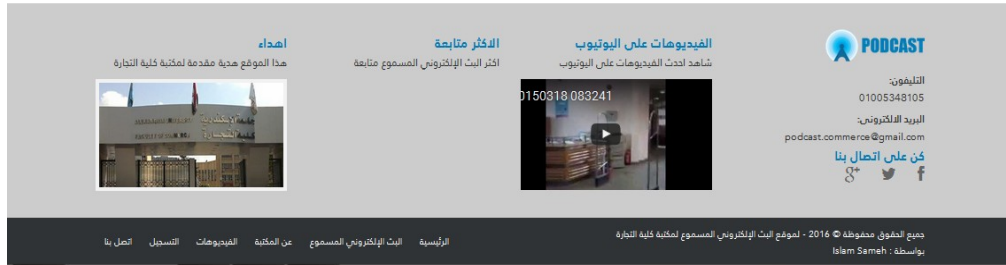 PODCAST
التليفون:
01005348105
البريد الالكتروني:
podcast.commerce@gmail.com
كن على اتصال بنا
الفيديوهات على اليوتيوب
شاهد احدث الفيديوهات على اليوتيوب
0150318 083241
الاكثر متابعة
اكثر البث الإلكتروني المسموع متابعة
اهداء
هذا الموقع هدية مقدمة لمكتبة كلية التجارة
جميع الحقوق محفوظة © 2016 - لموقع البث الإلكتروني المسموع لمكتبة كلية التجارة
بواسطة : Islam Sameh
الرئيسية البث الإلكتروني المسموع عن المكتبة الفيديوهات التسجيل اتصل بنا